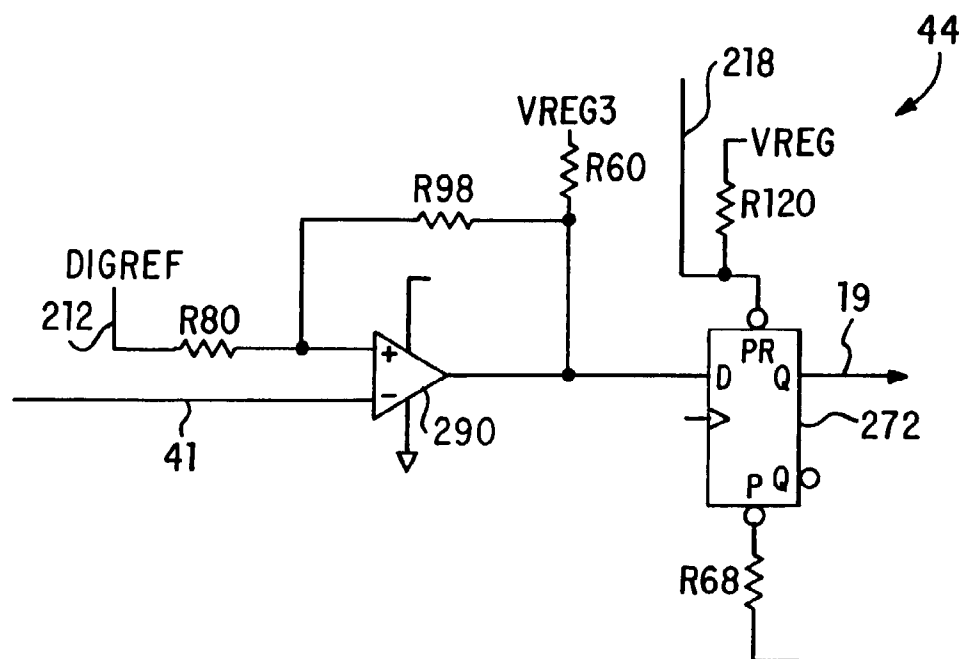 44
218
VREG3
VREG
R60
R98
R120
DIGREF
212
R80
19
+
PR
D
Q
-
290
272
41
P
Q
R68